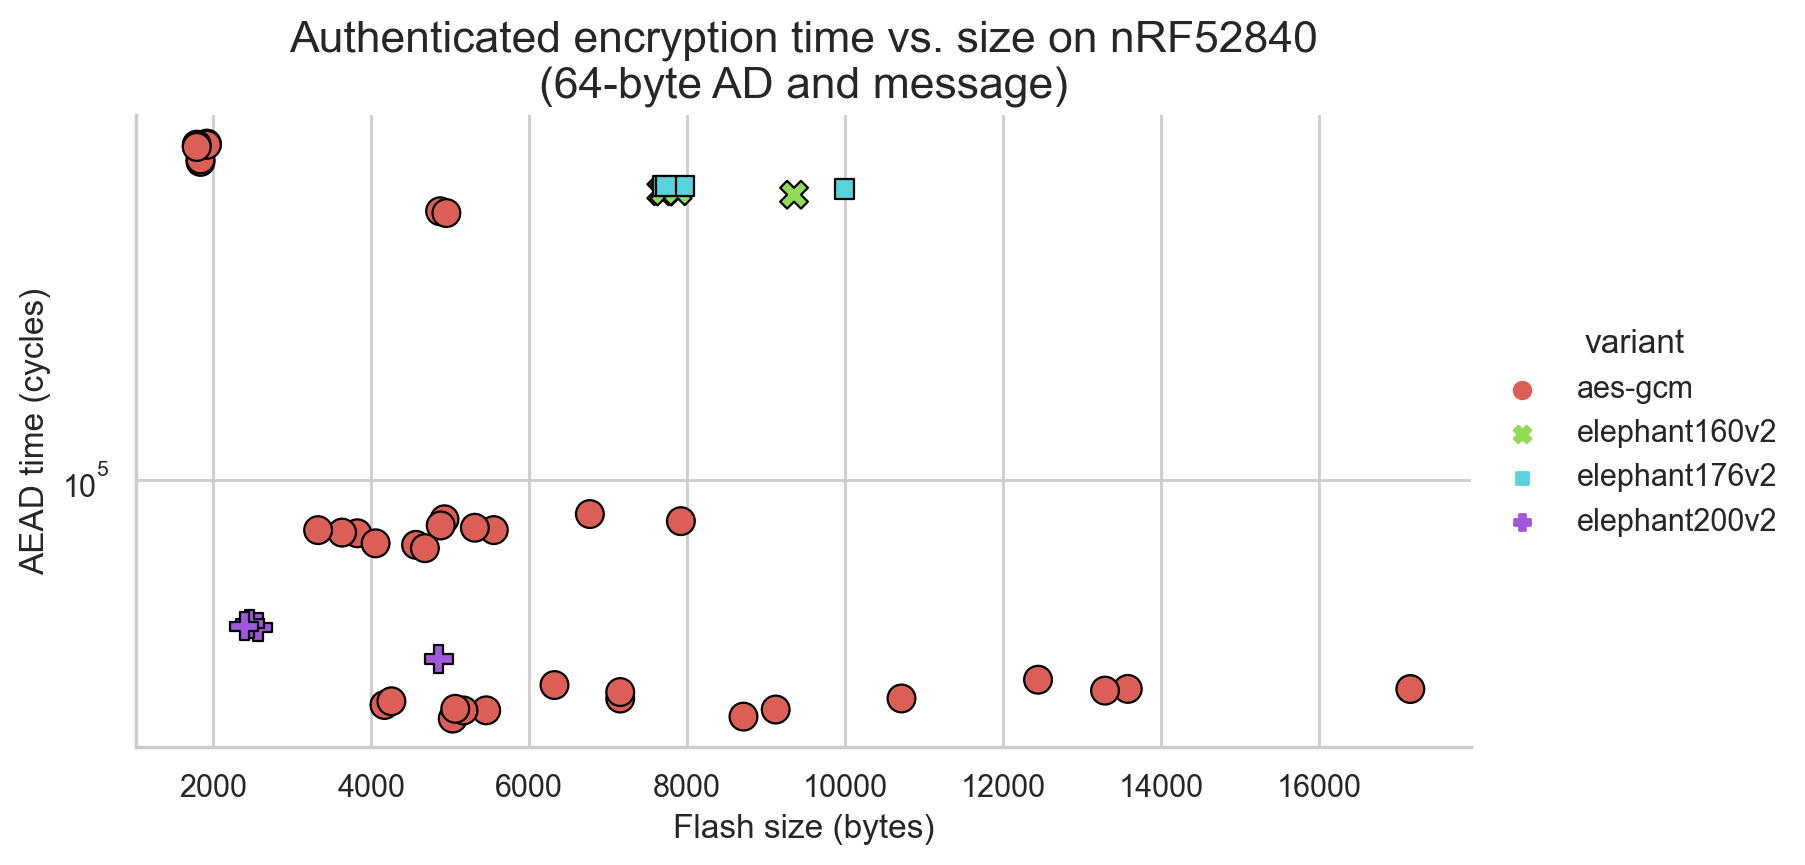 Authenticated encryption time vs. size on nRF52840
(64-byte AD and message)
AEAD time (cycles)
10^5
2000 4000 6000 8000 10000 12000 14000 16000
Flash size (bytes)
variant
aes-gcm
elephant160v2
elephant176v2
elephant200v2